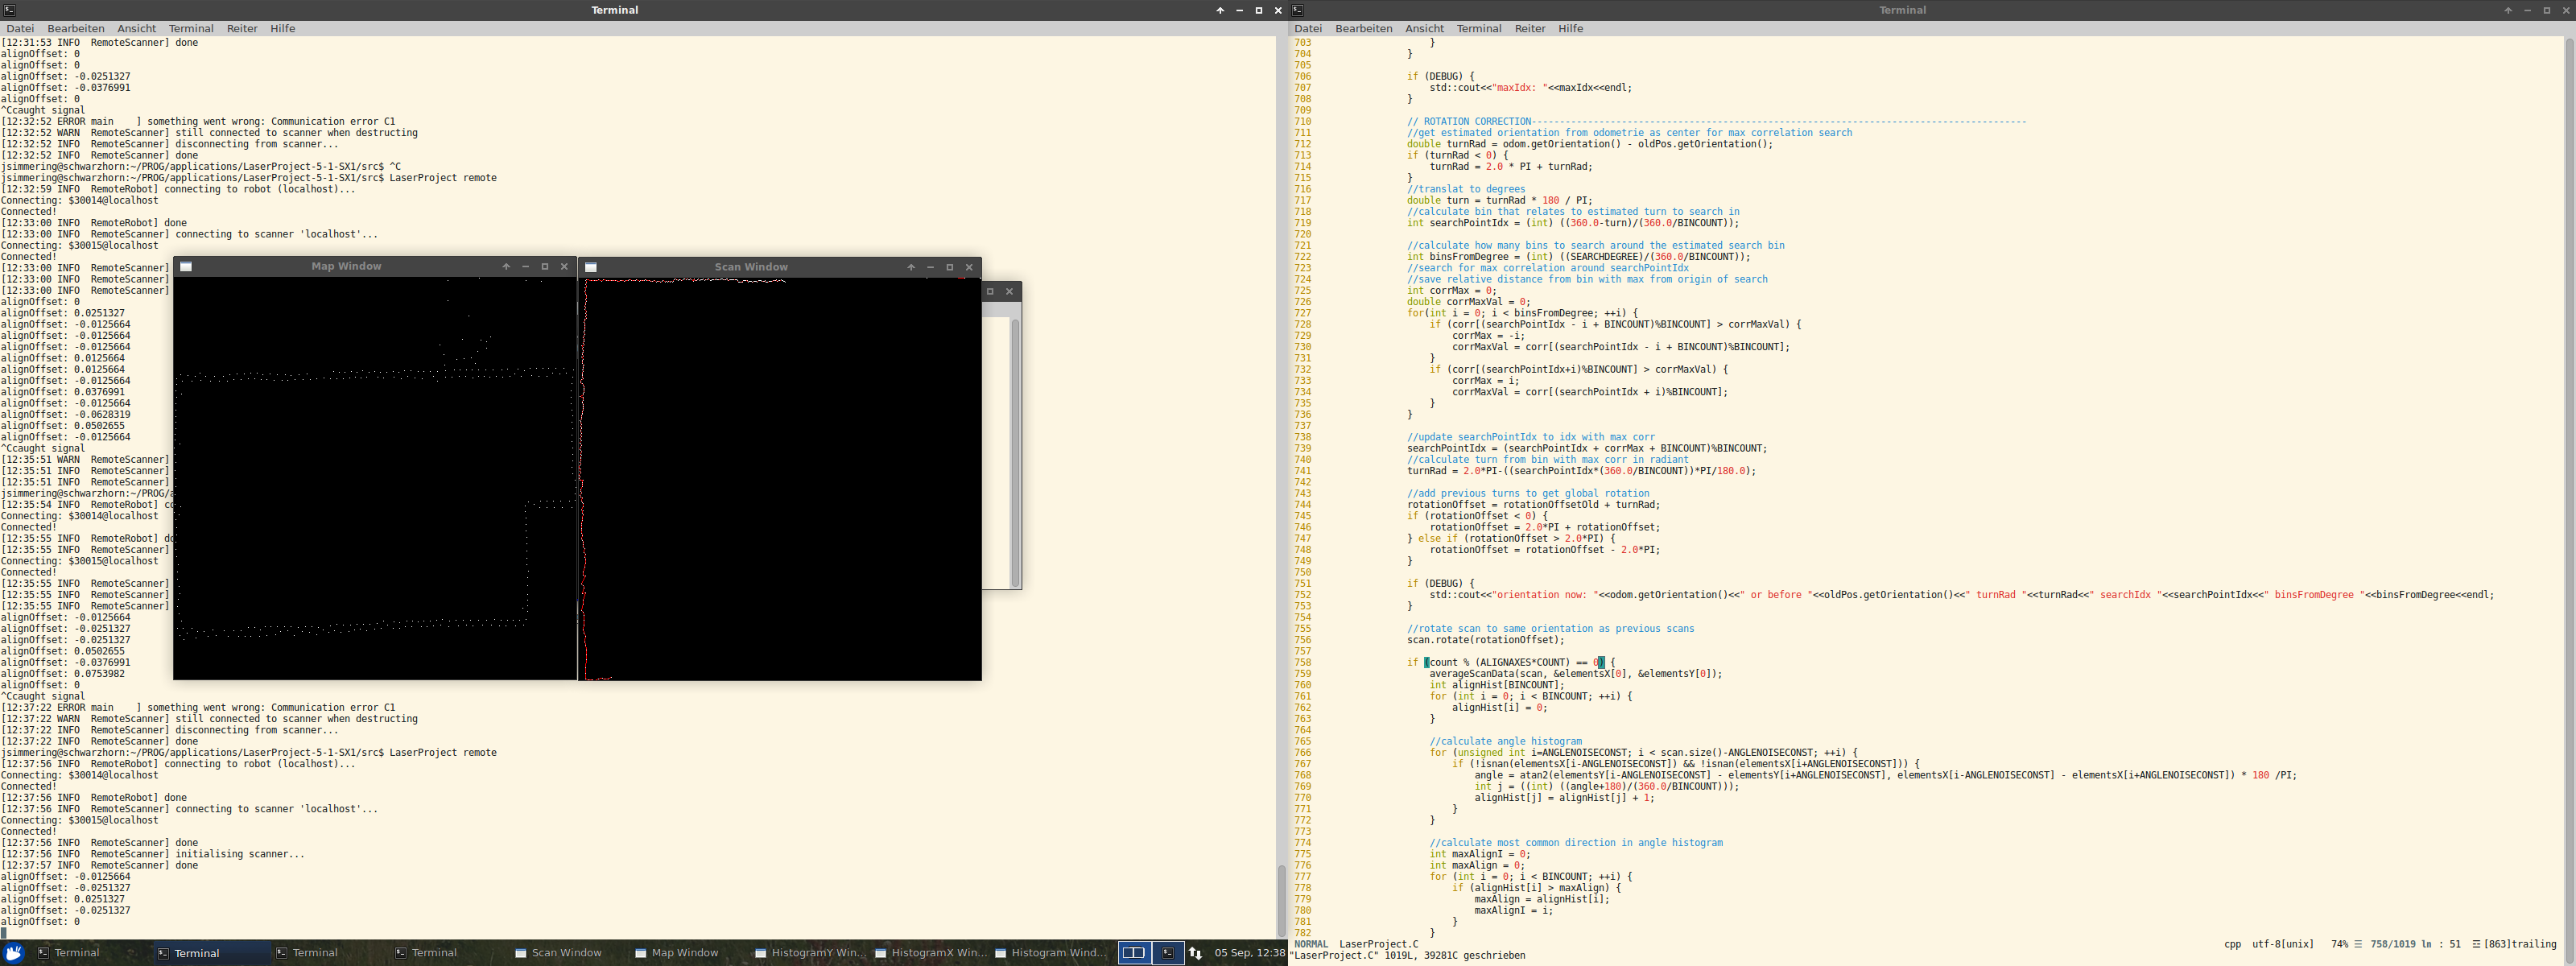 Terminal
Datei Bearbeiten Ansicht Terminal Reiter Hilfe
[12:31:53 INFO  RemoteScanner] done
alignOffset: 0
alignOffset: 0
alignOffset: -0.0251327
alignOffset: -0.0376991
alignOffset: 0
^Ccaught signal
[12:32:52 ERROR main    ] something went wrong: Communication error C1
[12:32:52 WARN  RemoteScanner] still connected to scanner when destructing
[12:32:52 INFO  RemoteScanner] disconnecting from scanner...
[12:32:52 INFO  RemoteScanner] done
jsimmering@schwarzhorn:~/PROG/applications/LaserProject-5-1-SX1/src$ ^C
jsimmering@schwarzhorn:~/PROG/applications/LaserProject-5-1-SX1/src$ LaserProject remote
[12:32:59 INFO  RemoteRobot] connecting to robot (localhost)...
Connecting: $30014@localhost
Connected!
[12:33:00 INFO  RemoteRobot] done
[12:33:00 INFO  RemoteScanner] connecting to scanner 'localhost'...
Connecting: $30015@localhost
Connected!
[12:33:00 INFO  RemoteScanner]
[12:33:00 INFO  RemoteScanner]
[12:33:00 INFO  RemoteScanner]
alignOffset: 0
alignOffset: 0.0251327
alignOffset: -0.0125664
alignOffset: -0.0125664
alignOffset: -0.0125664
alignOffset: 0.0125664
alignOffset: 0.0125664
alignOffset: -0.0125664
alignOffset: 0.0376991
alignOffset: -0.0125664
alignOffset: -0.0628319
alignOffset: 0.0502655
alignOffset: -0.0125664
^Ccaught signal
[12:35:51 WARN  RemoteScanner]
[12:35:51 INFO  RemoteScanner]
[12:35:51 INFO  RemoteScanner]
jsimmering@schwarzhorn:~/PROG/a
[12:35:54 INFO  RemoteRobot] co
Connecting: $30014@localhost
Connected!
[12:35:55 INFO  RemoteRobot] do
[12:35:55 INFO  RemoteScanner]
Connecting: $30015@localhost
Connected!
[12:35:55 INFO  RemoteScanner]
[12:35:55 INFO  RemoteScanner]
[12:35:55 INFO  RemoteScanner]
alignOffset: -0.0125664
alignOffset: -0.0251327
alignOffset: -0.0251327
alignOffset: 0.0502655
alignOffset: -0.0376991
alignOffset: 0.0753982
alignOffset: 0
^Ccaught signal
[12:37:22 ERROR main    ] something went wrong: Communication error C1
[12:37:22 WARN  RemoteScanner] still connected to scanner when destructing
[12:37:22 INFO  RemoteScanner] disconnecting from scanner...
[12:37:22 INFO  RemoteScanner] done
jsimmering@schwarzhorn:~/PROG/applications/LaserProject-5-1-SX1/src$ LaserProject remote
[12:37:56 INFO  RemoteRobot] connecting to robot (localhost)...
Connecting: $30014@localhost
Connected!
[12:37:56 INFO  RemoteRobot] done
[12:37:56 INFO  RemoteScanner] connecting to scanner 'localhost'...
Connecting: $30015@localhost
Connected!
[12:37:56 INFO  RemoteScanner] done
[12:37:56 INFO  RemoteScanner] initialising scanner...
[12:37:57 INFO  RemoteScanner] done
alignOffset: -0.0125664
alignOffset: -0.0251327
alignOffset: 0.0251327
alignOffset: -0.0251327
alignOffset: 0
Map Window
Scan Window
Terminal
Datei Bearbeiten Ansicht Terminal Reiter Hilfe
703 }
704 }
705
706 if (DEBUG) {
707 std::cout<<"maxIdx: "<<maxIdx<<endl;
708 }
709
710 // ROTATION CORRECTION----------------------------------------------------------------------------------------
711 //get estimated orientation from odometrie as center for max correlation search
712 double turnRad = odom.getOrientation() - oldPos.getOrientation();
713 if (turnRad < 0) {
714 turnRad = 2.0 * PI + turnRad;
715 }
716 //translat to degrees
717 double turn = turnRad * 180 / PI;
718 //calculate bin that relates to estimated turn to search in
719 int searchPointIdx = (int) ((360.0-turn)/(360.0/BINCOUNT));
720
721 //calculate how many bins to search around the estimated search bin
722 int binsFromDegree = (int) ((SEARCHDEGREE)/(360.0/BINCOUNT));
723 //search for max correlation around searchPointIdx
724 //save relative distance from bin with max from origin of search
725 int corrMax = 0;
726 double corrMaxVal = 0;
727 for(int i = 0; i < binsFromDegree; ++i) {
728 if (corr[(searchPointIdx - i + BINCOUNT)%BINCOUNT] > corrMaxVal) {
729 corrMax = -i;
730 corrMaxVal = corr[(searchPointIdx - i + BINCOUNT)%BINCOUNT];
731 }
732 if (corr[(searchPointIdx+i)%BINCOUNT] > corrMaxVal) {
733 corrMax = i;
734 corrMaxVal = corr[(searchPointIdx + i)%BINCOUNT];
735 }
736 }
737
738 //update searchPointIdx to idx with max corr
739 searchPointIdx = (searchPointIdx + corrMax + BINCOUNT)%BINCOUNT;
740 //calculate turn from bin with max corr in radiant
741 turnRad = 2.0*PI-((searchPointIdx*(360.0/BINCOUNT))*PI/180.0);
742
743 //add previous turns to get global rotation
744 rotationOffset = rotationOffsetOld + turnRad;
745 if (rotationOffset < 0) {
746 rotationOffset = 2.0*PI + rotationOffset;
747 } else if (rotationOffset > 2.0*PI) {
748 rotationOffset = rotationOffset - 2.0*PI;
749 }
750
751 if (DEBUG) {
752 std::cout<<"orientation now: "<<odom.getOrientation()<<" or before "<<oldPos.getOrientation()<<" turnRad "<<turnRad<<" searchIdx "<<searchPointIdx<<" binsFromDegree "<<binsFromDegree<<endl;
753 }
754
755 //rotate scan to same orientation as previous scans
756 scan.rotate(rotationOffset);
757
758 if (count % (ALIGNAXES*COUNT) == 0) {
759 averageScanData(scan, &elementsX[0], &elementsY[0]);
760 int alignHist[BINCOUNT];
761 for (int i = 0; i < BINCOUNT; ++i) {
762 alignHist[i] = 0;
763 }
764
765 //calculate angle histogram
766 for (unsigned int i=ANGLENOISECONST; i < scan.size()-ANGLENOISECONST; ++i) {
767 if (!isnan(elementsX[i-ANGLENOISECONST]) && !isnan(elementsX[i+ANGLENOISECONST])) {
768 angle = atan2(elementsY[i-ANGLENOISECONST] - elementsY[i+ANGLENOISECONST], elementsX[i-ANGLENOISECONST] - elementsX[i+ANGLENOISECONST]) * 180 /PI;
769 int j = ((int) ((angle+180)/(360.0/BINCOUNT)));
770 alignHist[j] = alignHist[j] + 1;
771 }
772 }
773
774 //calculate most common direction in angle histogram
775 int maxAlignI = 0;
776 int maxAlign = 0;
777 for (int i = 0; i < BINCOUNT; ++i) {
778 if (alignHist[i] > maxAlign) {
779 maxAlign = alignHist[i];
780 maxAlignI = i;
781 }
782 }
NORMAL LaserProject.C cpp utf-8[unix] 74% ☰ 758/1019 ln : 51 ☲ [863]trailing
"LaserProject.C" 1019L, 39281C geschrieben
Terminal Terminal Terminal Terminal Scan Window Map Window HistogramY Win... HistogramX Win... Histogram Wind... 05 Sep, 12:38